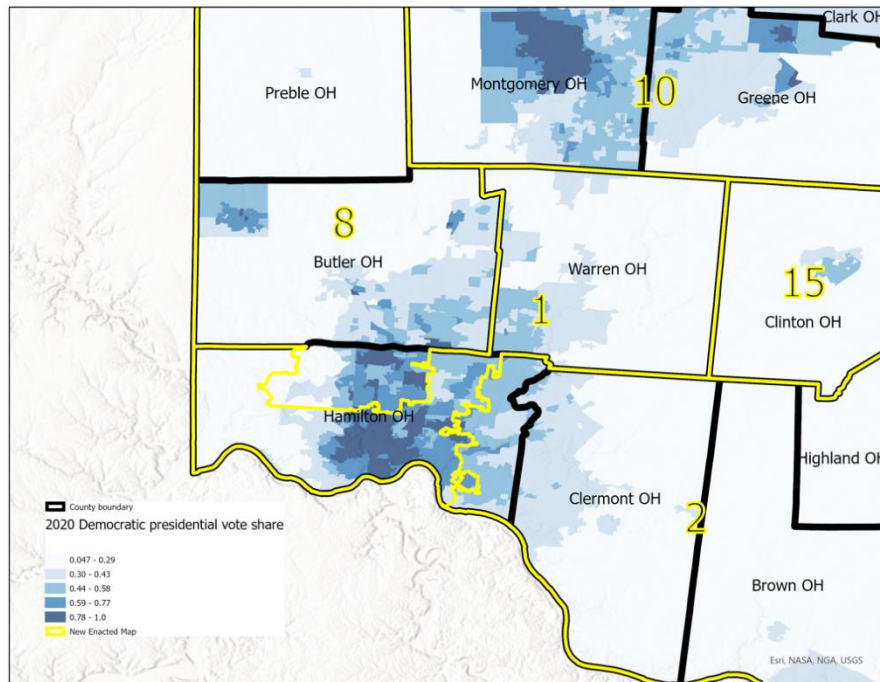 Clark OH
Preble OH
Montgomery OH
10
Greene OH
8
Butler OH
Warren OH
1
15
Clinton OH
Hamilton OH
Highland OH
Clermont OH
2
Brown OH
County boundary
2020 Democratic presidential vote share
0.047 - 0.29
0.30 - 0.43
0.44 - 0.58
0.59 - 0.77
0.78 - 1.0
New Enacted Map
Esri, NASA, NGA, USGS